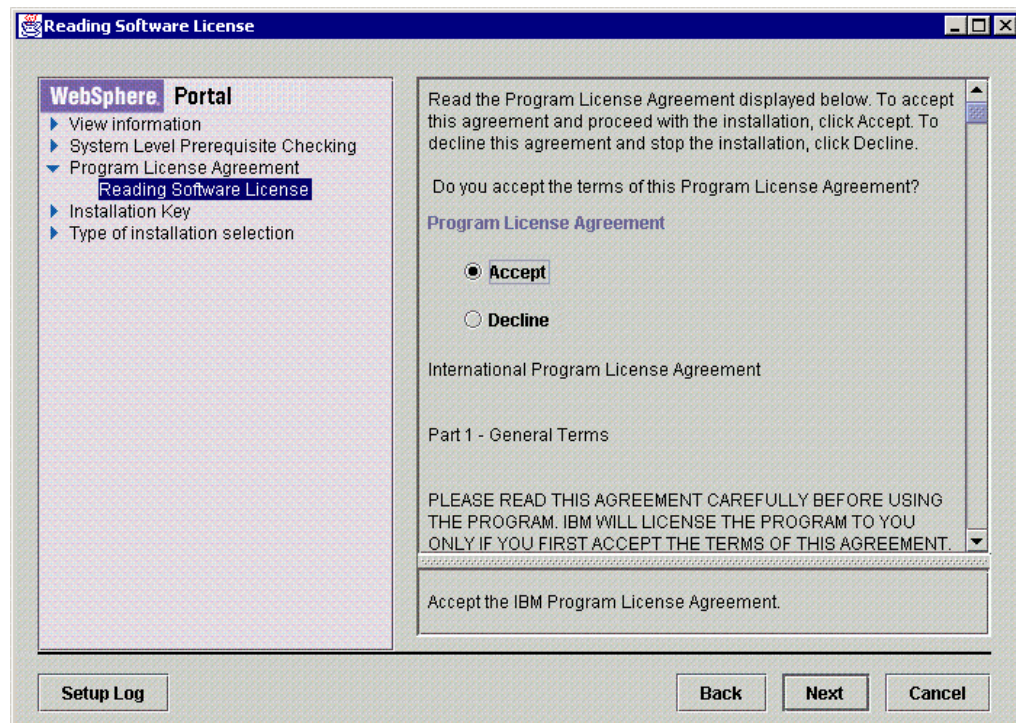 Reading Software License
WebSphere Portal
View information
System Level Prerequisite Checking
Program License Agreement
Reading Software License
Installation Key
Type of installation selection
Read the Program License Agreement displayed below. To accept
this agreement and proceed with the installation, click Accept. To
decline this agreement and stop the installation, click Decline.
Do you accept the terms of this Program License Agreement?
Program License Agreement
Accept
Decline
International Program License Agreement
Part 1 - General Terms
PLEASE READ THIS AGREEMENT CAREFULLY BEFORE USING
THE PROGRAM. IBM WILL LICENSE THE PROGRAM TO YOU
ONLY IF YOU FIRST ACCEPT THE TERMS OF THIS AGREEMENT.
Accept the IBM Program License Agreement.
Setup Log
Back
Next
Cancel